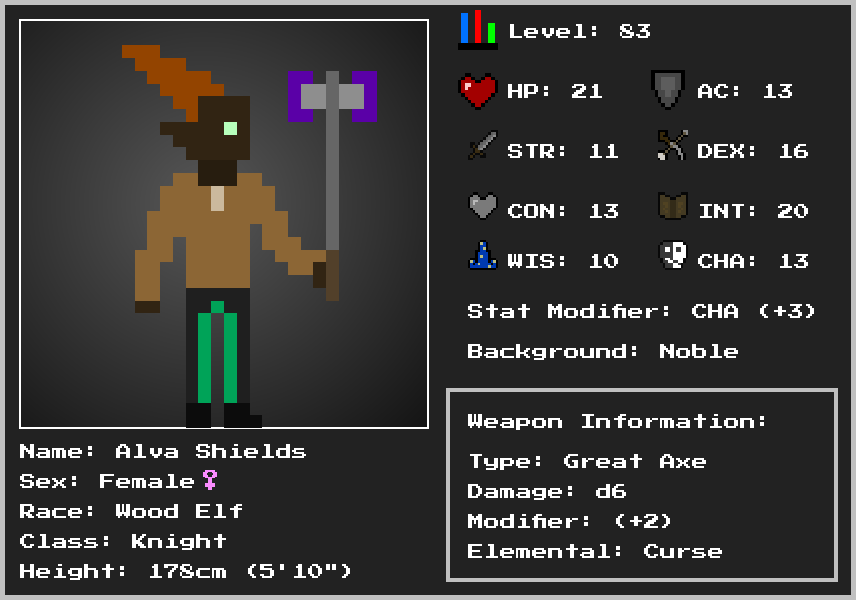 Level: 83
HP: 21 AC: 13
STR: 11 DEX: 16
CON: 13 INT: 20
WIS: 10 CHA: 13
Stat Modifier: CHA (+3)
Background: Noble
Weapon Information:
Type: Great Axe
Damage: d6
Modifier: (+2)
Elemental: Curse
Name: Alva Shields
Sex: Female♀
Race: Wood Elf
Class: Knight
Height: 178cm (5'10")